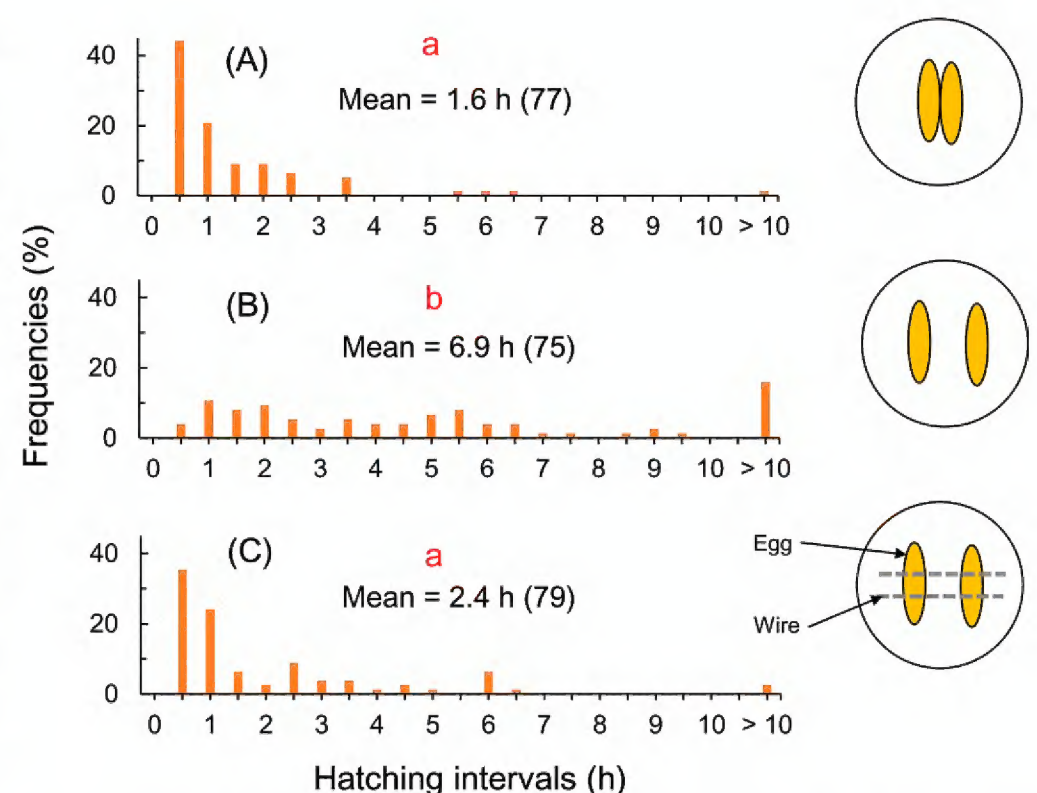 Frequencies (%)
40
20
0
(A)
a
Mean = 1.6 h (77)
0 1 2 3 4 5 6 7 8 9 10 > 10
40
20
0
(B)
b
Mean = 6.9 h (75)
0 1 2 3 4 5 6 7 8 9 10 > 10
40
20
0
(C)
a
Mean = 2.4 h (79)
Egg
Wire
0 1 2 3 4 5 6 7 8 9 10 > 10
Hatching intervals (h)